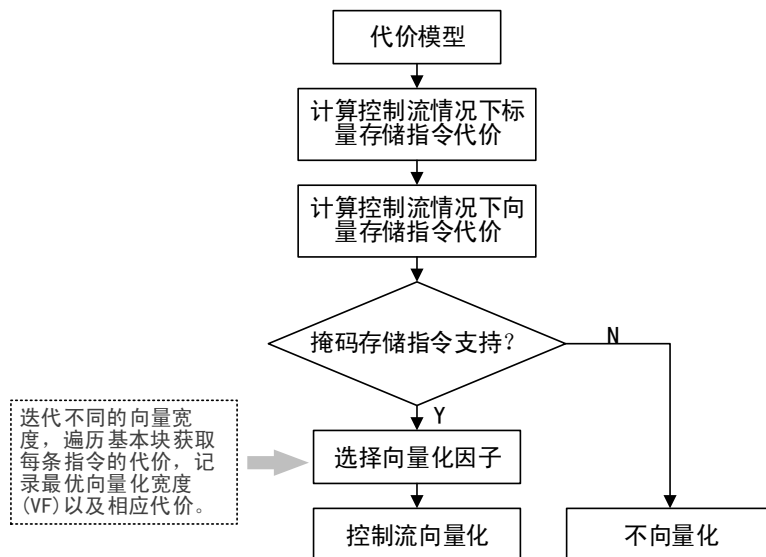 代价模型
计算控制流情况下标
量存储指令代价
计算控制流情况下向
量存储指令代价
掩码存储指令支持？
N
Y
迭代不同的向量宽
度，遍历基本块获取
每条指令的代价，记
录最优向量化宽度
(VF)以及相应代价。
选择向量化因子
控制流向量化
不向量化